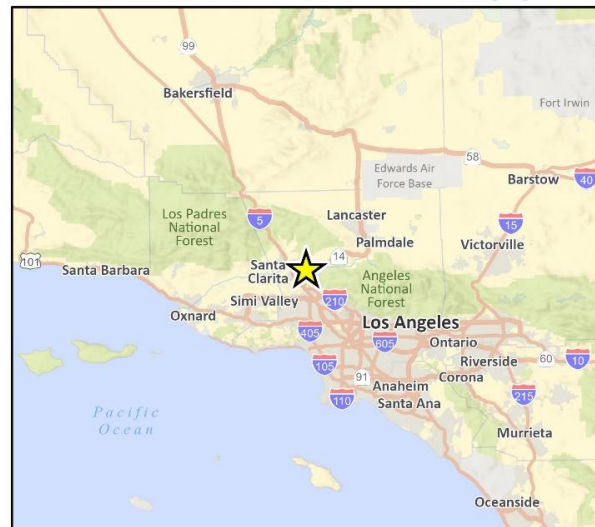 99
Bakersfield
Fort Irwin
58
Edwards Air
Force Base
Barstow
40
Los Padres
National
Forest
5
Lancaster
15
Palmdale
Victorville
101
Santa Barbara
Santa
Clarita
14
Angeles
National
Forest
Simi Valley
210
Oxnard
405
Los Angeles
605
Ontario
Riverside
60
10
105
91
Corona
Anaheim
110
Santa Ana
215
Pacific
Ocean
Murrieta
Oceanside